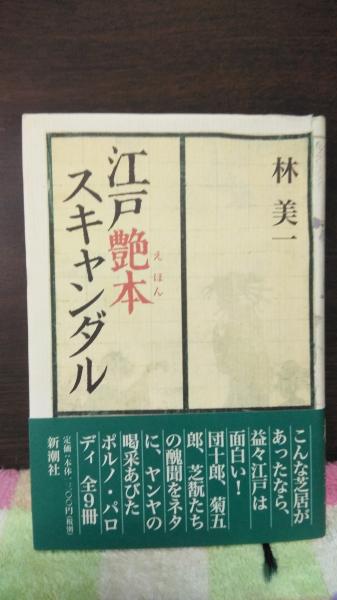 林美一
江戸艶本
えほん
スキャンダル
こんな芝居が
あったなら、
益々江戸は
面白い！
団十郎、菊五
郎、芝翫たち
の醜聞をネタ
に、ヤンヤの
喝采あびた
ポルノ・パロ
ディ 全9冊
新潮社